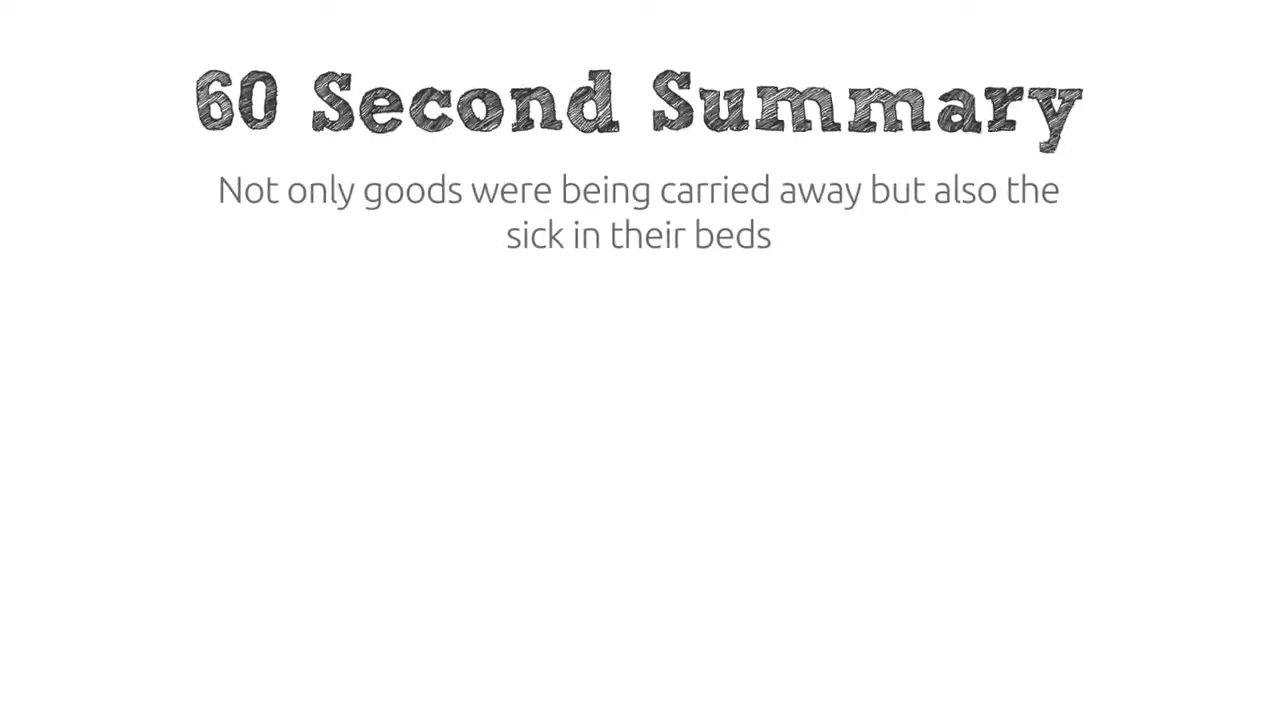 60 Second Summary
Not only goods were being carried away but also the
sick in their beds